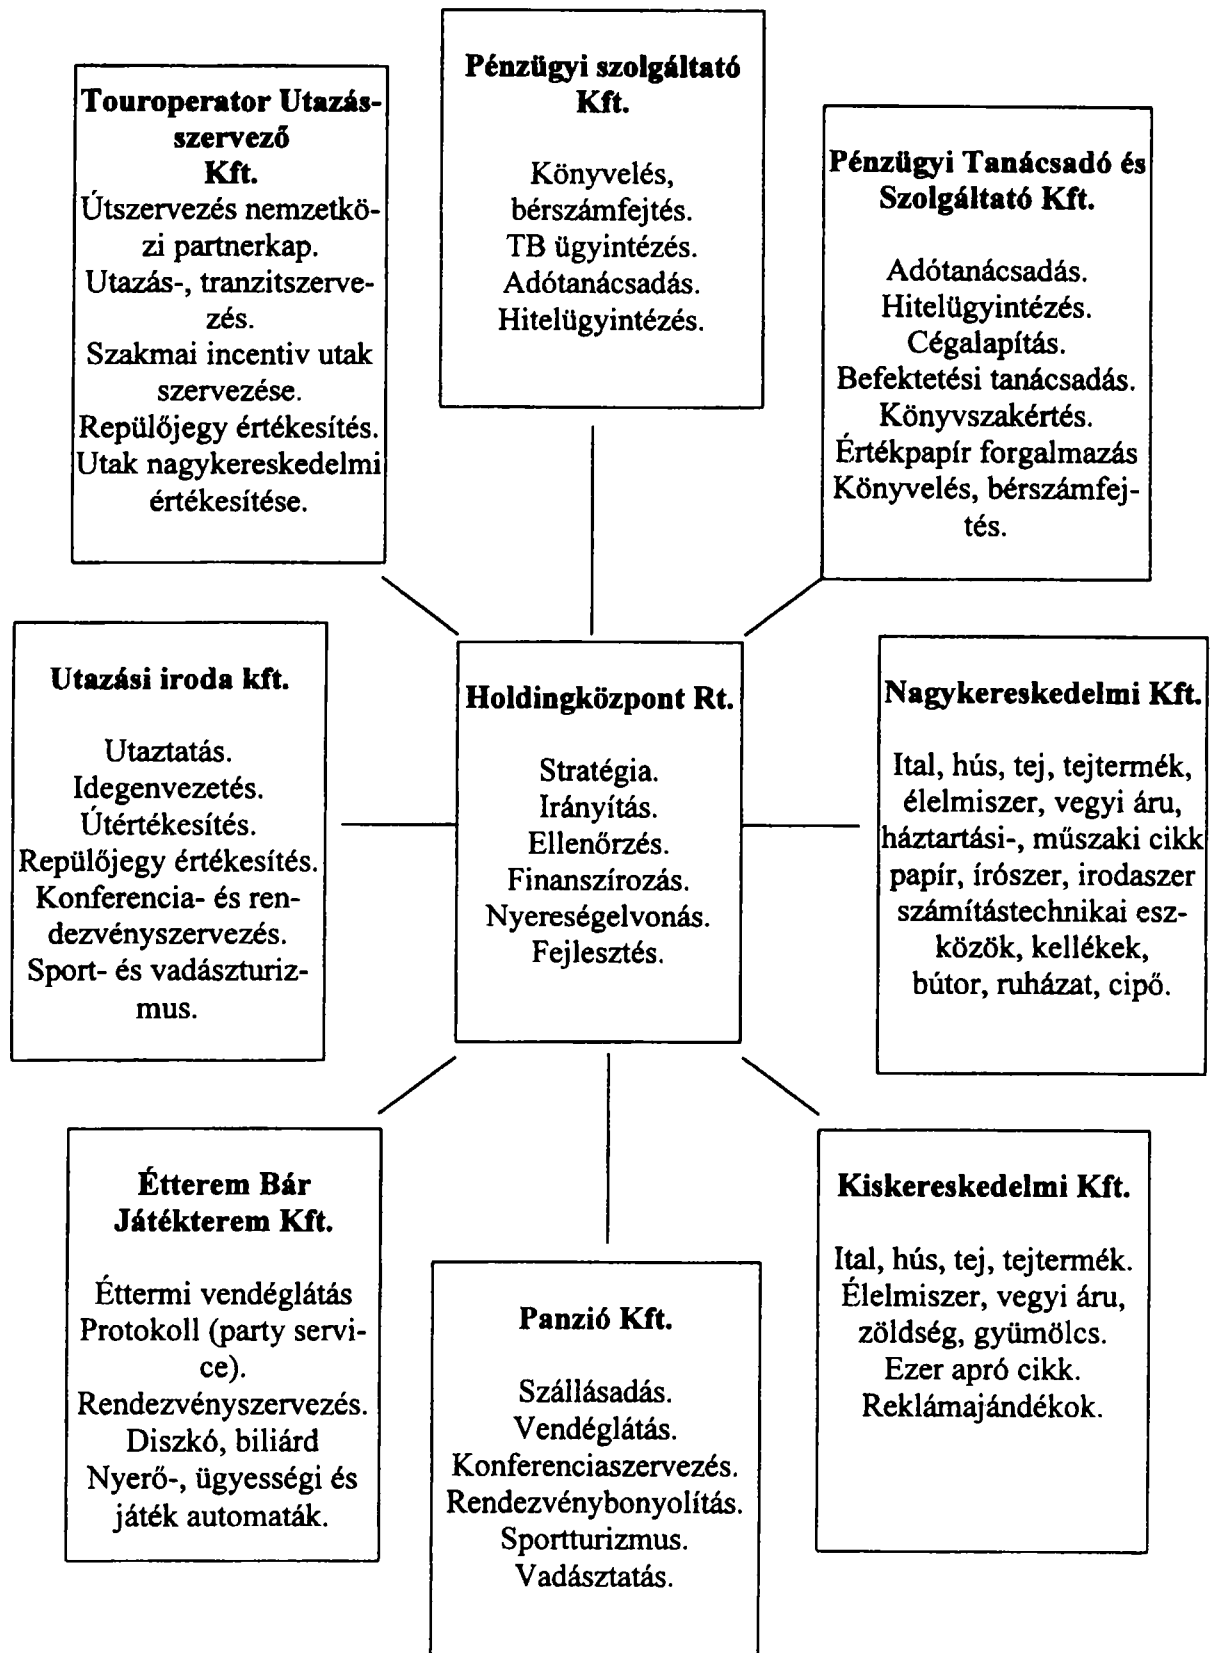 Touroperator Utazás-
szervező
Kft.
Útszervezés nemzetkö-
zi partnerkap.
Utazás-, tranzitszerve-
zés.
Szakmai incentiv utak
szervezése.
Repülőjegy értékesítés.
Utak nagykereskedelmi
értékesítése.
Pénzügyi szolgáltató
Kft.
Könyvelés,
bérszámfejtés.
TB ügyintézés.
Adótanácsadás.
Hitelügyintézés.
Pénzügyi Tanácsadó és
Szolgáltató Kft.
Adótanácsadás.
Hitelügyintézés.
Cégalapítás.
Befektetési tanácsadás.
Könyvszakértés.
Értékpapír forgalmazás
Könyvelés, bérszámfej-
tés.
Utazási iroda kft.
Utaztatás.
Idegenvezetés.
Útértékesítés.
Repülőjegy értékesítés.
Konferencia- és ren-
dezvényszervezés.
Sport- és vadászturiz-
mus.
Holdingközpont Rt.
Stratégia.
Irányítás.
Ellenőrzés.
Finanszírozás.
Nyereségelvonás.
Fejlesztés.
Nagykereskedelmi Kft.
Ital, hús, tej, tejtermék,
élelmiszer, vegyi áru,
háztartási-, műszaki cikk
papír, írószer, irodaszer
számítástechnikai esz-
közök, kellékek,
bútor, ruházat, cipő.
Étterem Bár
Játékterem Kft.
Éttermi vendéglátás
Protokoll (party servi-
ce).
Rendezvényszervezés.
Diszkó, biliárd
Nyerő-, ügyességi és
játék automaták.
Panzió Kft.
Szállásadás.
Vendéglátás.
Konferenciaszervezés.
Rendezvénybonyolítás.
Sportturizmus.
Vadásztatás.
Kiskereskedelmi Kft.
Ital, hús, tej, tejtermék.
Élelmiszer, vegyi áru,
zöldség, gyümölcs.
Ezer apró cikk.
Reklámajándékok.